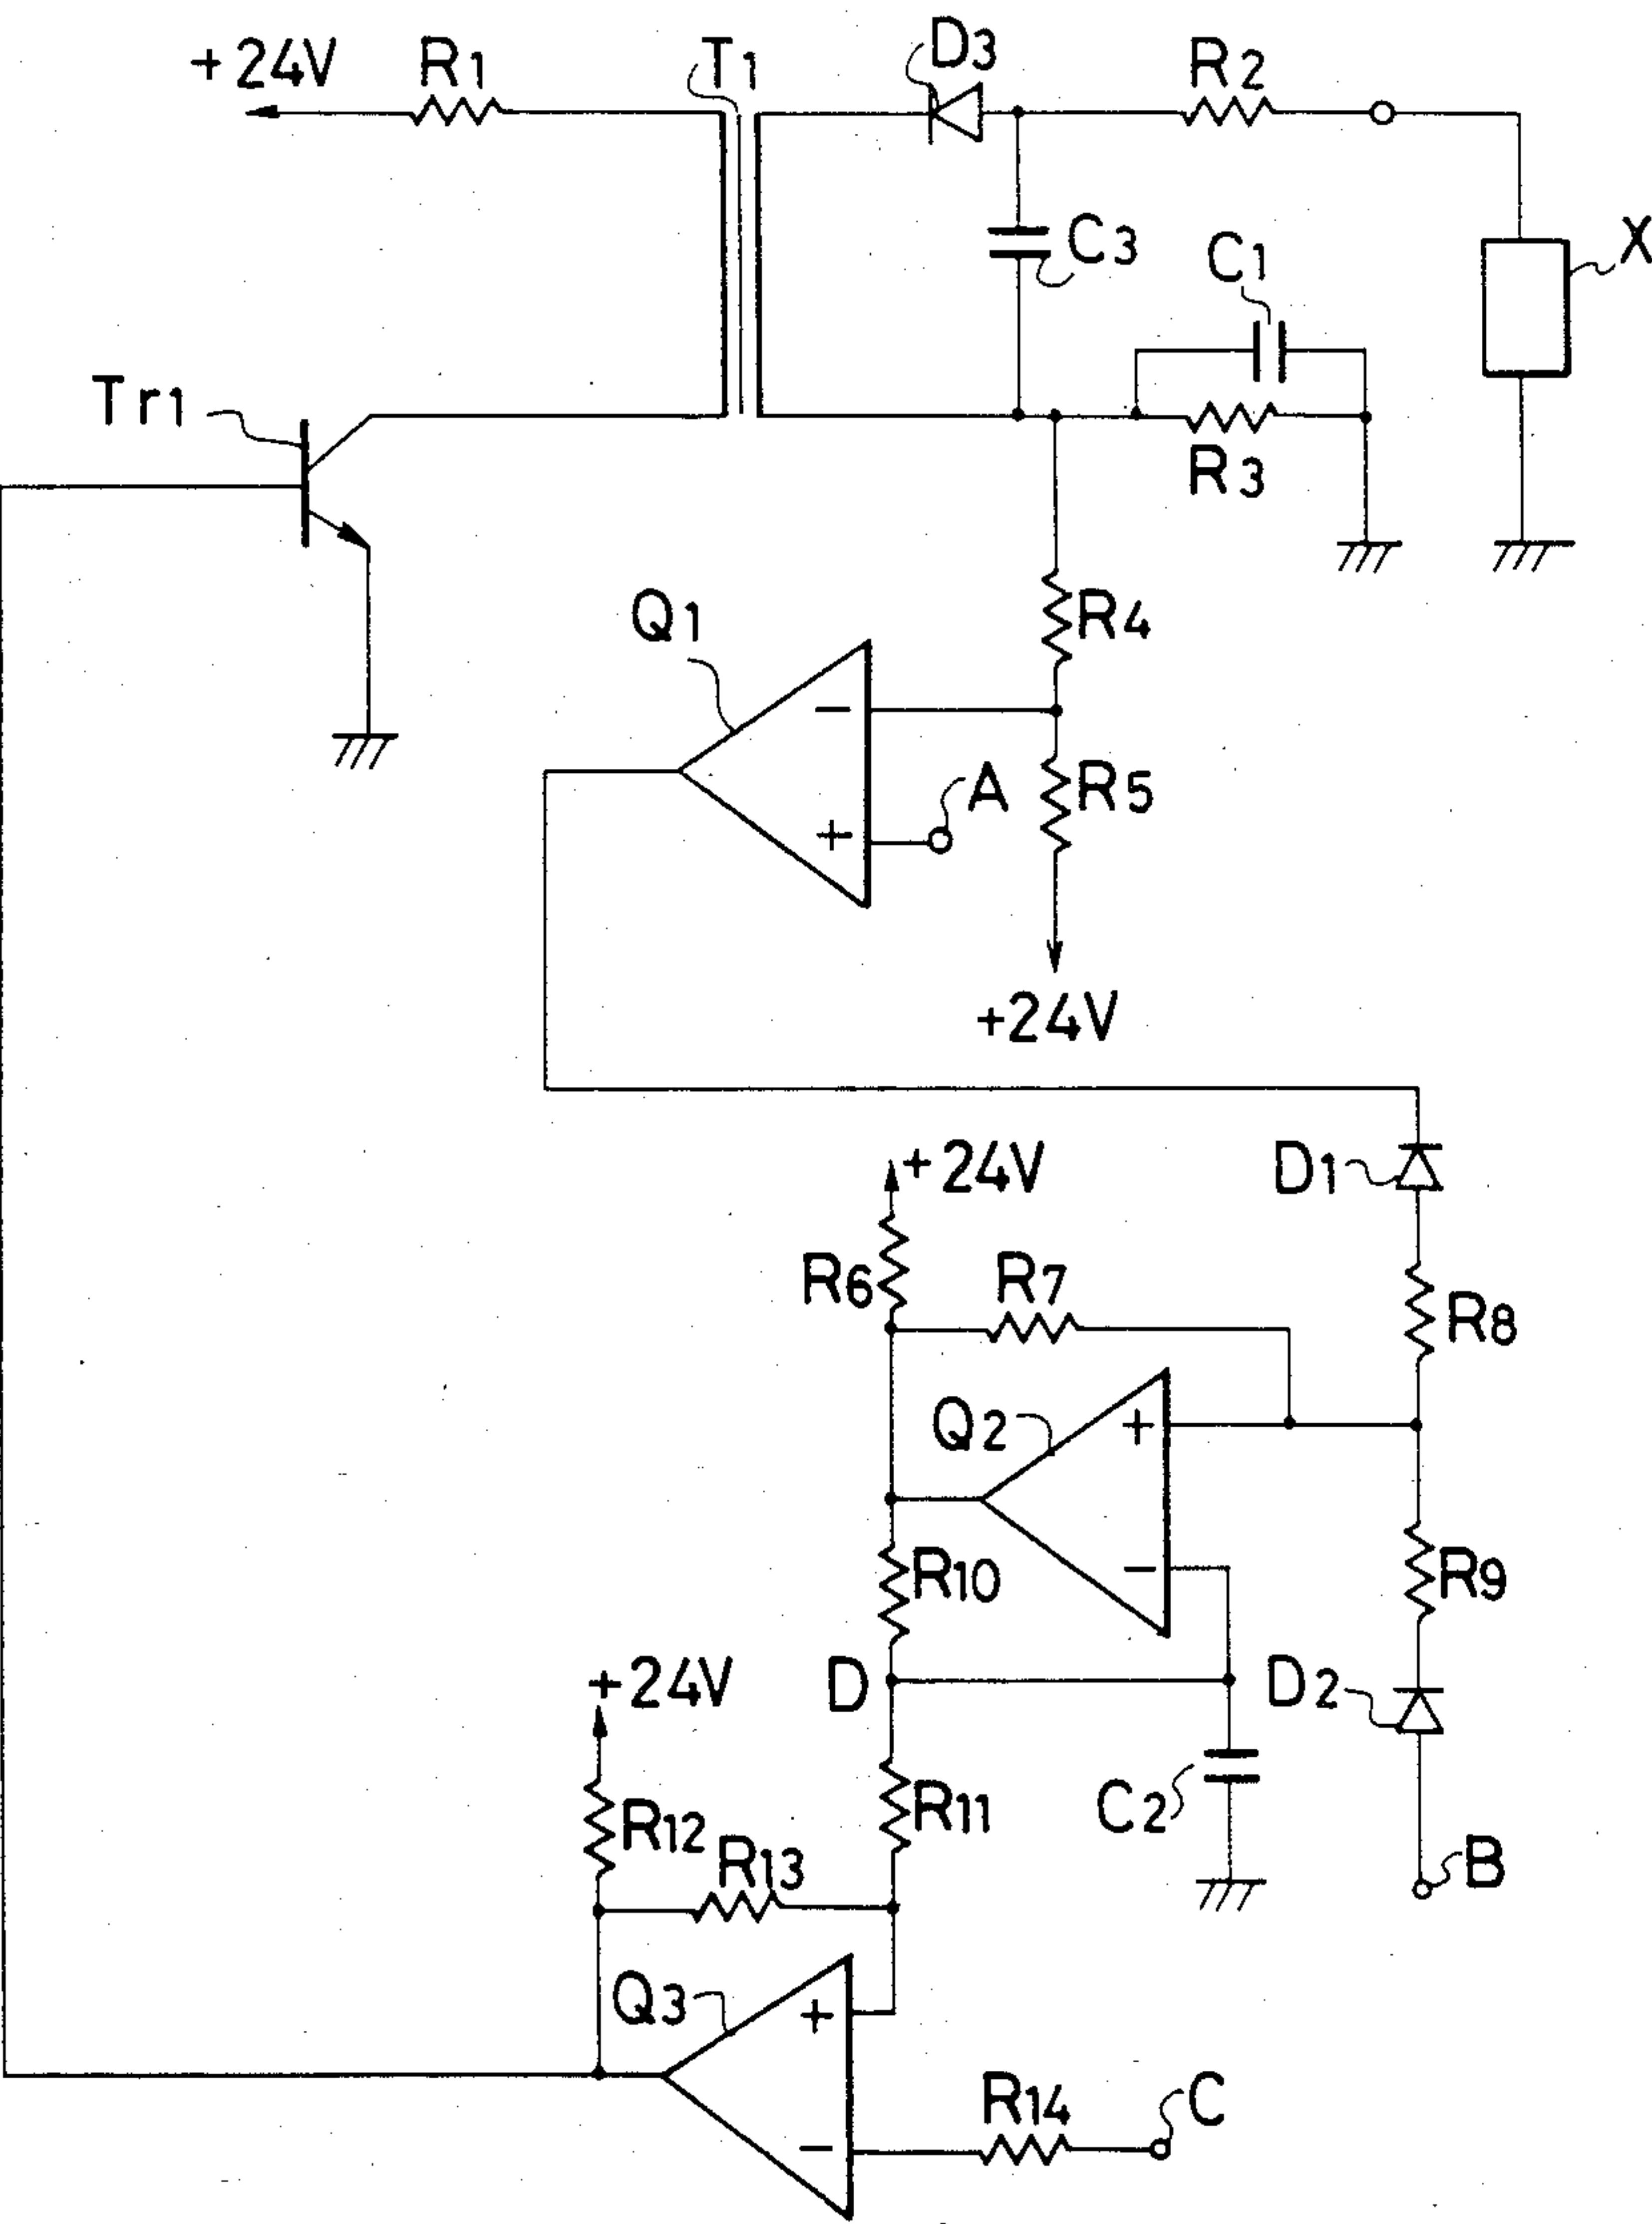 +24V
R1
T1
D3
R2
C3
C1
X
Tr1
R3
Q1
R4
−
A
R5
+
+24V
+24V
D1
R6
R7
R8
Q2
+
−
R10
R9
+24V
D
D2
R12
R11
C2
R13
B
Q3
+
R14
C
−